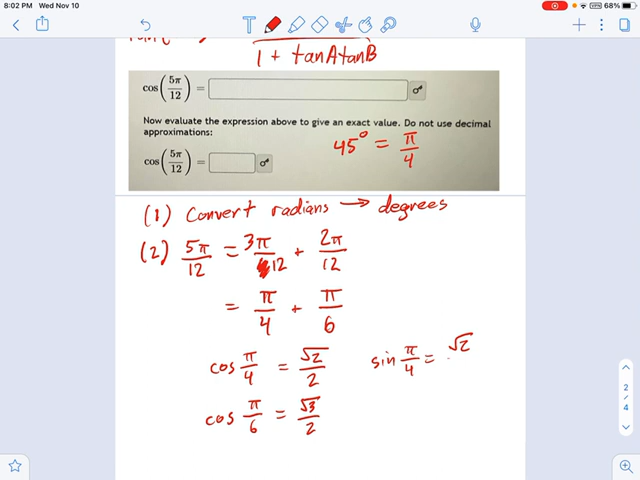 8:02 PM Wed Nov 10
VPN 68%
1 + tanAtanB
cos(5π/12) =
Now evaluate the expression above to give an exact value. Do not use decimal
approximations:
45° = π/4
cos(5π/12) =
(1) Convert radians → degrees
(2) 5π/12 = 3π/12 + 2π/12
= π/4 + π/6
cos π/4 = √2/2 sin π/4 = √2
cos π/6 = √3/2
2
/
4